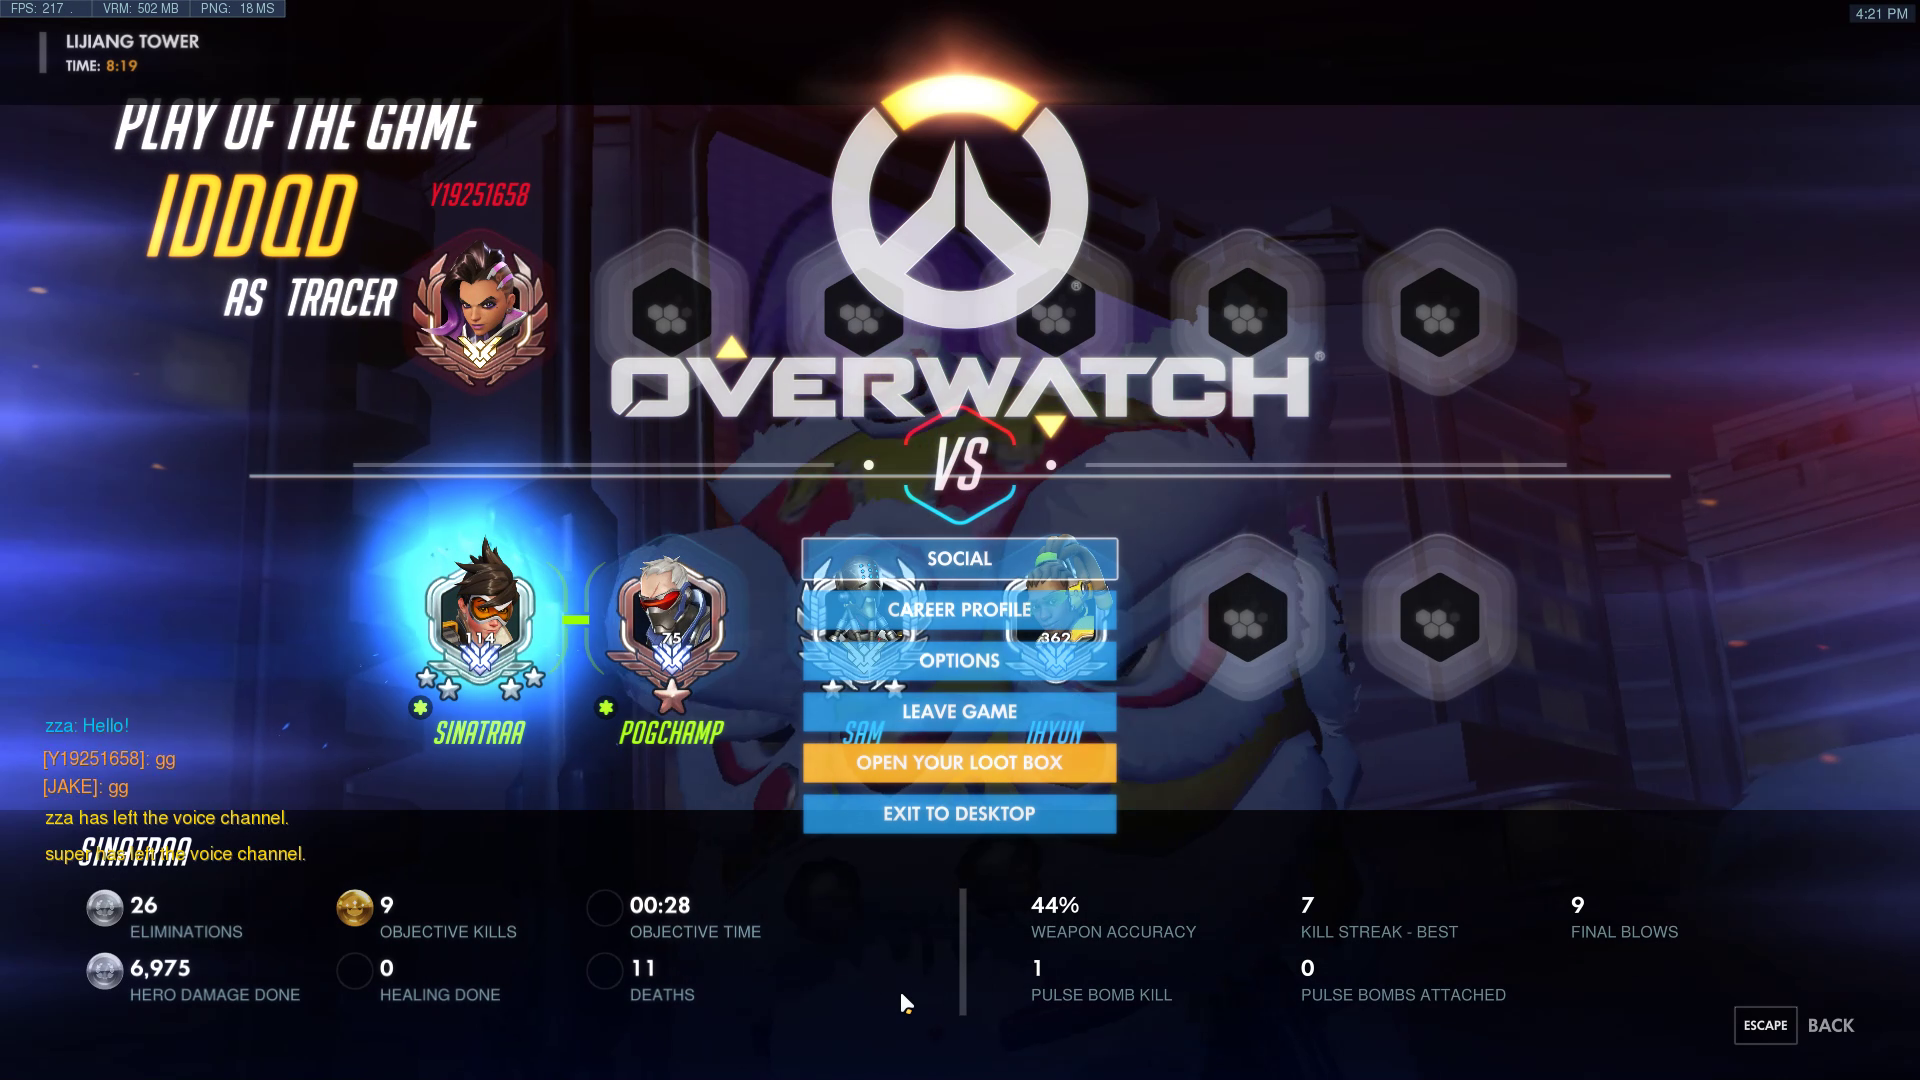 FPS: 217 . VRM: 502 MB PNG: 18 MS
4:21 PM
LIJIANG TOWER
TIME: 8:19
PLAY OF THE GAME
IDDQD
AS TRACER
Y19251658
®
OVERWATCH ®
VS
114
75
362
SINATRAA
POGCHAMP
SAM
JHYUN
SOCIAL
CAREER PROFILE
OPTIONS
LEAVE GAME
OPEN YOUR LOOT BOX
EXIT TO DESKTOP
zza: Hello!
[Y19251658]: gg
[JAKE]: gg
zza has left the voice channel.
SINATRAA
super has left the voice channel.
26
ELIMINATIONS
9
OBJECTIVE KILLS
00:28
OBJECTIVE TIME
6,975
HERO DAMAGE DONE
0
HEALING DONE
11
DEATHS
44%
WEAPON ACCURACY
7
KILL STREAK - BEST
9
FINAL BLOWS
1
PULSE BOMB KILL
0
PULSE BOMBS ATTACHED
ESCAPE BACK